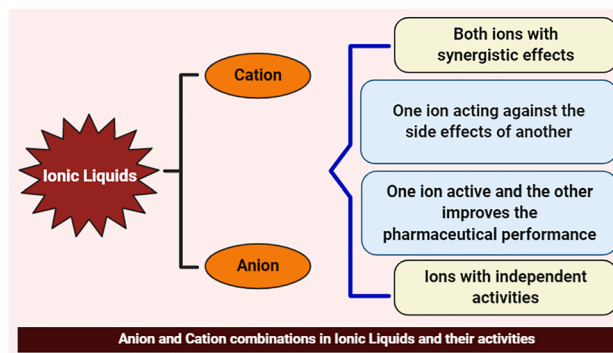 Ionic Liquids
Cation
Anion
Both ions with
synergistic effects
One ion acting against the
side effects of another
One ion active and the other
improves the
pharmaceutical performance
Ions with independent
activities
Anion and Cation combinations in Ionic Liquids and their activities